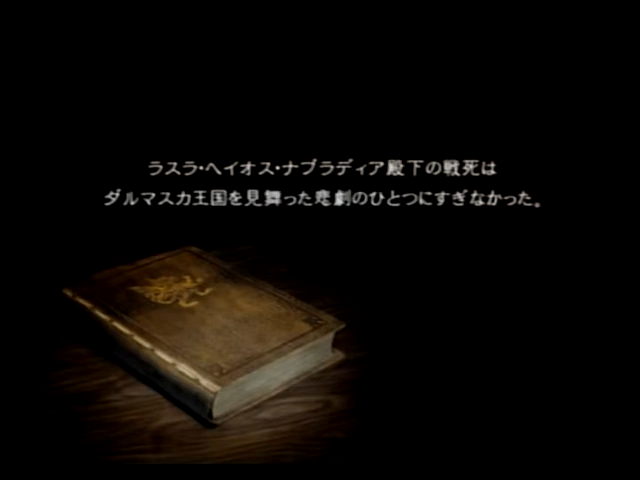 ラスラ・ヘイオス・ナブラディア殿下の戦死は
ダルマスカ王国を見舞った悲劇のひとつにすぎなかった。